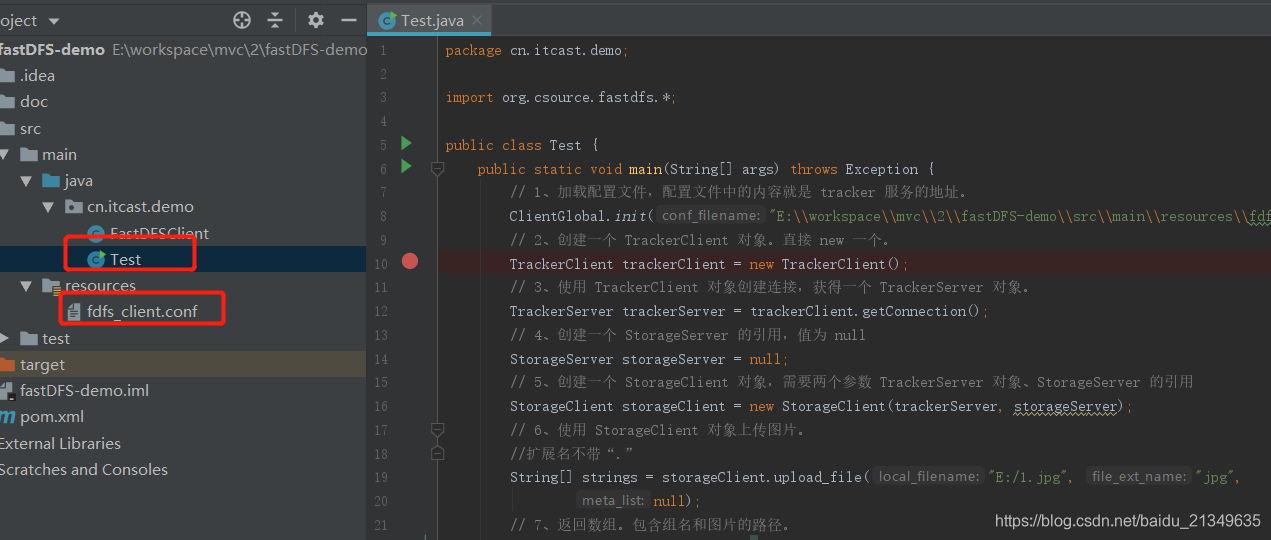 oject
Test.java
fastDFS-demo E:\workspace\mvc\2\fastDFS-demo
.idea
doc
src
main
java
cn.itcast.demo
FastDFSClient
Test
resources
fdfs_client.conf
test
target
fastDFS-demo.iml
pom.xml
External Libraries
Scratches and Consoles
1 package cn.itcast.demo;
2
3 import org.csource.fastdfs.*;
4
5 public class Test {
6 public static void main(String[] args) throws Exception {
7 // 1、加载配置文件，配置文件中的内容就是 tracker 服务的地址。
8 ClientGlobal.init( conf_filename: "E:\\workspace\\mvc\\2\\fastDFS-demo\\src\\main\\resources\\fdf
9 // 2、创建一个 TrackerClient 对象。直接 new 一个。
10 TrackerClient trackerClient = new TrackerClient();
11 // 3、使用 TrackerClient 对象创建连接，获得一个 TrackerServer 对象。
12 TrackerServer trackerServer = trackerClient.getConnection();
13 // 4、创建一个 StorageServer 的引用，值为 null
14 StorageServer storageServer = null;
15 // 5、创建一个 StorageClient 对象，需要两个参数 TrackerServer 对象、StorageServer 的引用
16 StorageClient storageClient = new StorageClient(trackerServer, storageServer);
17 // 6、使用 StorageClient 对象上传图片。
18 //扩展名不带“.”
19 String[] strings = storageClient.upload_file( local_filename: "E:/1.jpg", file_ext_name: "jpg",
20 meta_list: null);
21 // 7、返回数组。包含组名和图片的路径。
https://blog.csdn.net/baidu_21349635